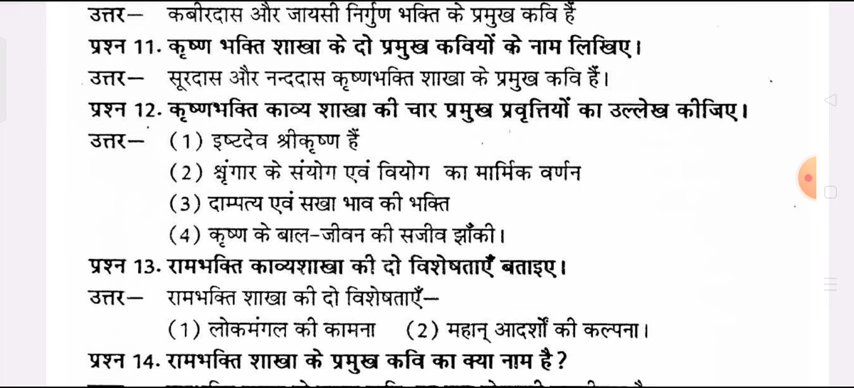 उत्तर— कबीरदास और जायसी निर्गुण भक्ति के प्रमुख कवि हैं
प्रश्न 11. कृष्ण भक्ति शाखा के दो प्रमुख कवियों के नाम लिखिए।
उत्तर— सूरदास और नन्ददास कृष्णभक्ति शाखा के प्रमुख कवि हैं।
प्रश्न 12. कृष्णभक्ति काव्य शाखा की चार प्रमुख प्रवृत्तियों का उल्लेख कीजिए।
उत्तर— (1) इष्टदेव श्रीकृष्ण हैं
(2) श्रृंगार के संयोग एवं वियोग का मार्मिक वर्णन
(3) दाम्पत्य एवं सखा भाव की भक्ति
(4) कृष्ण के बाल-जीवन की सजीव झाँकी।
प्रश्न 13. रामभक्ति काव्यशाखा की दो विशेषताएँ बताइए।
उत्तर— रामभक्ति शाखा की दो विशेषताएँ—
(1) लोकमंगल की कामना (2) महान् आदर्शों की कल्पना।
प्रश्न 14. रामभक्ति शाखा के प्रमुख कवि का क्या नाम है?